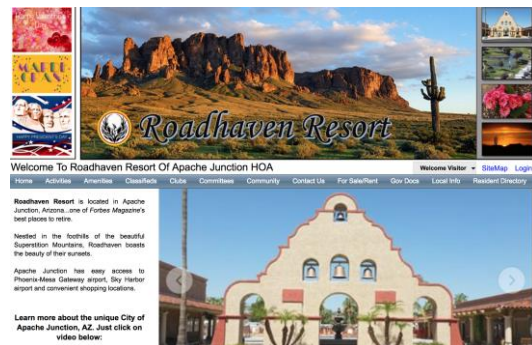 MARDI
GRAS
HAPPY PRESIDENT'S DAY
Roadhaven Resort
Welcome To Roadhaven Resort Of Apache Junction HOA
Welcome Visitor
SiteMap
Login
Home Activities Amenities Classifieds Clubs Committees Community Contact Us For Sale/Rent Gov Docs Local Info Resident Directory
Roadhaven Resort is located in Apache
Junction, Arizona...one of Forbes Magazine's
best places to retire.
Nestled in the foothills of the beautiful
Superstition Mountains, Roadhaven boasts
the beauty of their sunsets.
Apache Junction has easy access to
Phoenix-Mesa Gateway airport, Sky Harbor
airport and convenient shopping locations.
Learn more about the unique City of
Apache Junction, AZ. Just click on
video below: